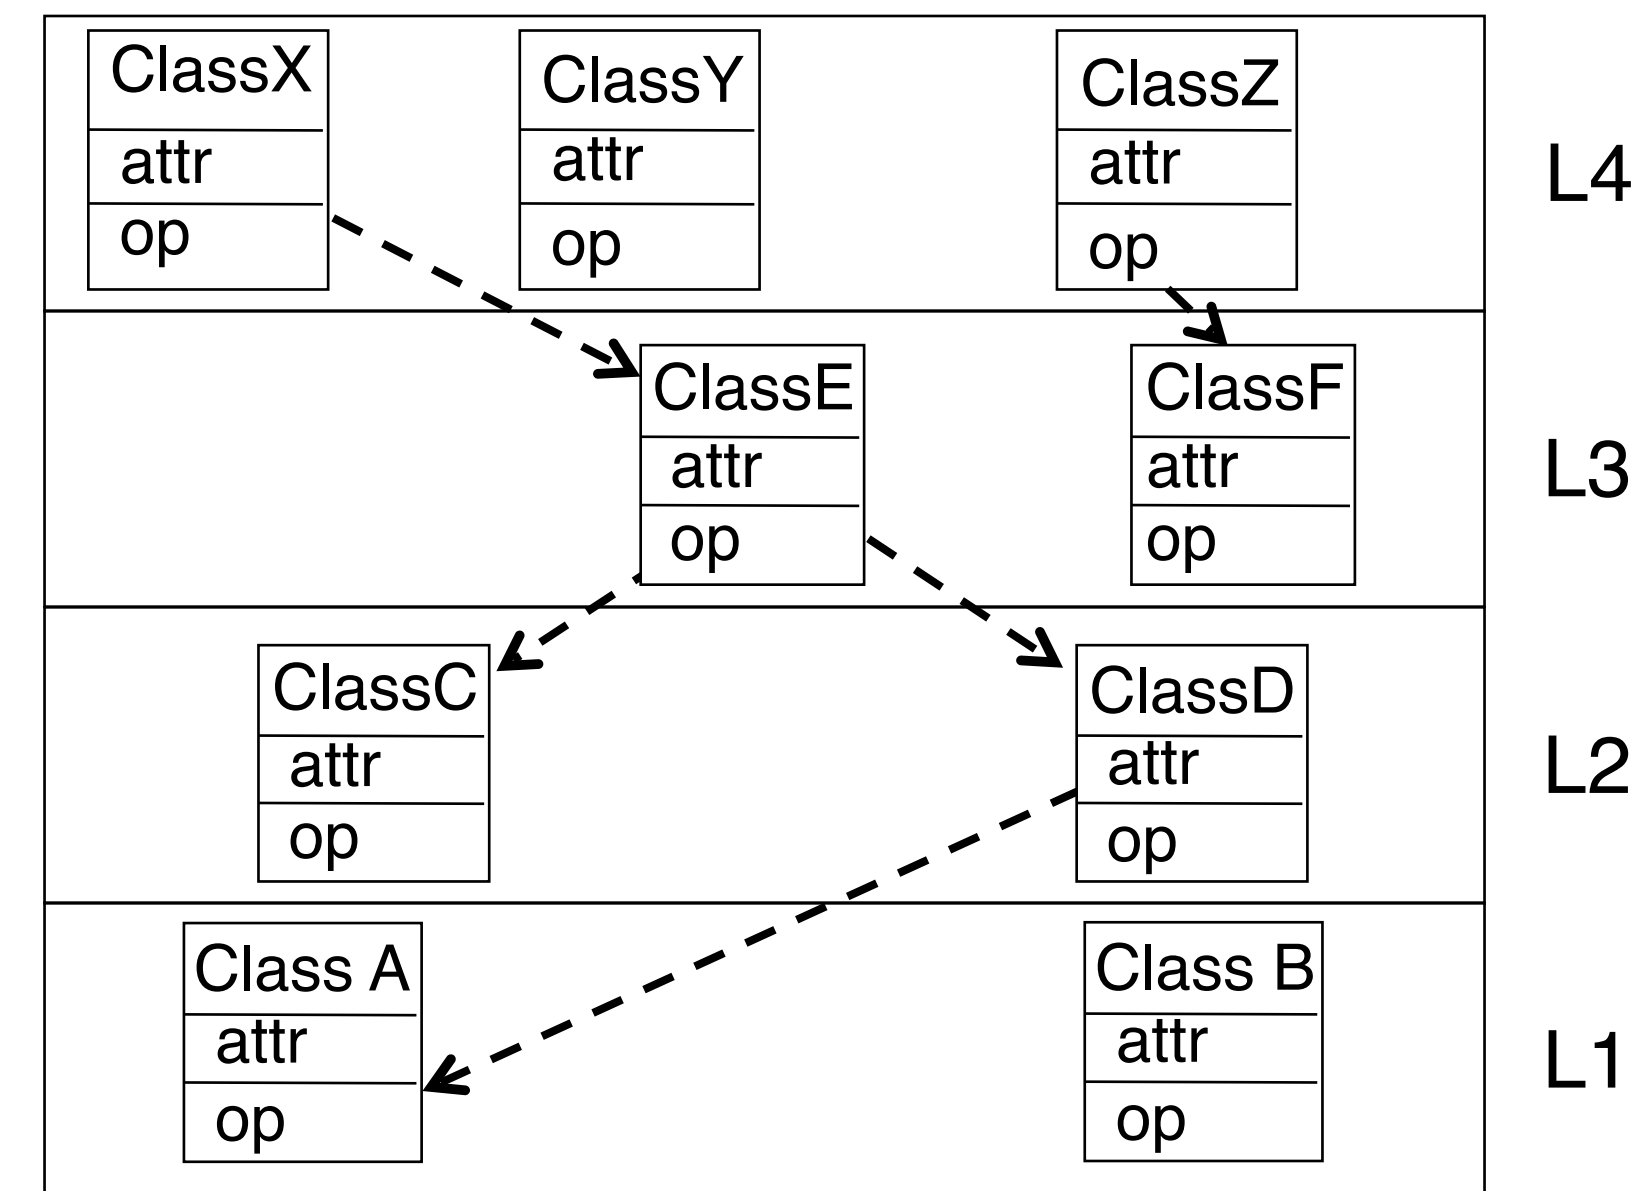 ClassX
attr
op
ClassY
attr
op
ClassZ
attr
op
L4
ClassE
attr
op
ClassF
attr
op
L3
ClassC
attr
op
ClassD
attr
op
L2
Class A
attr
op
Class B
attr
op
L1